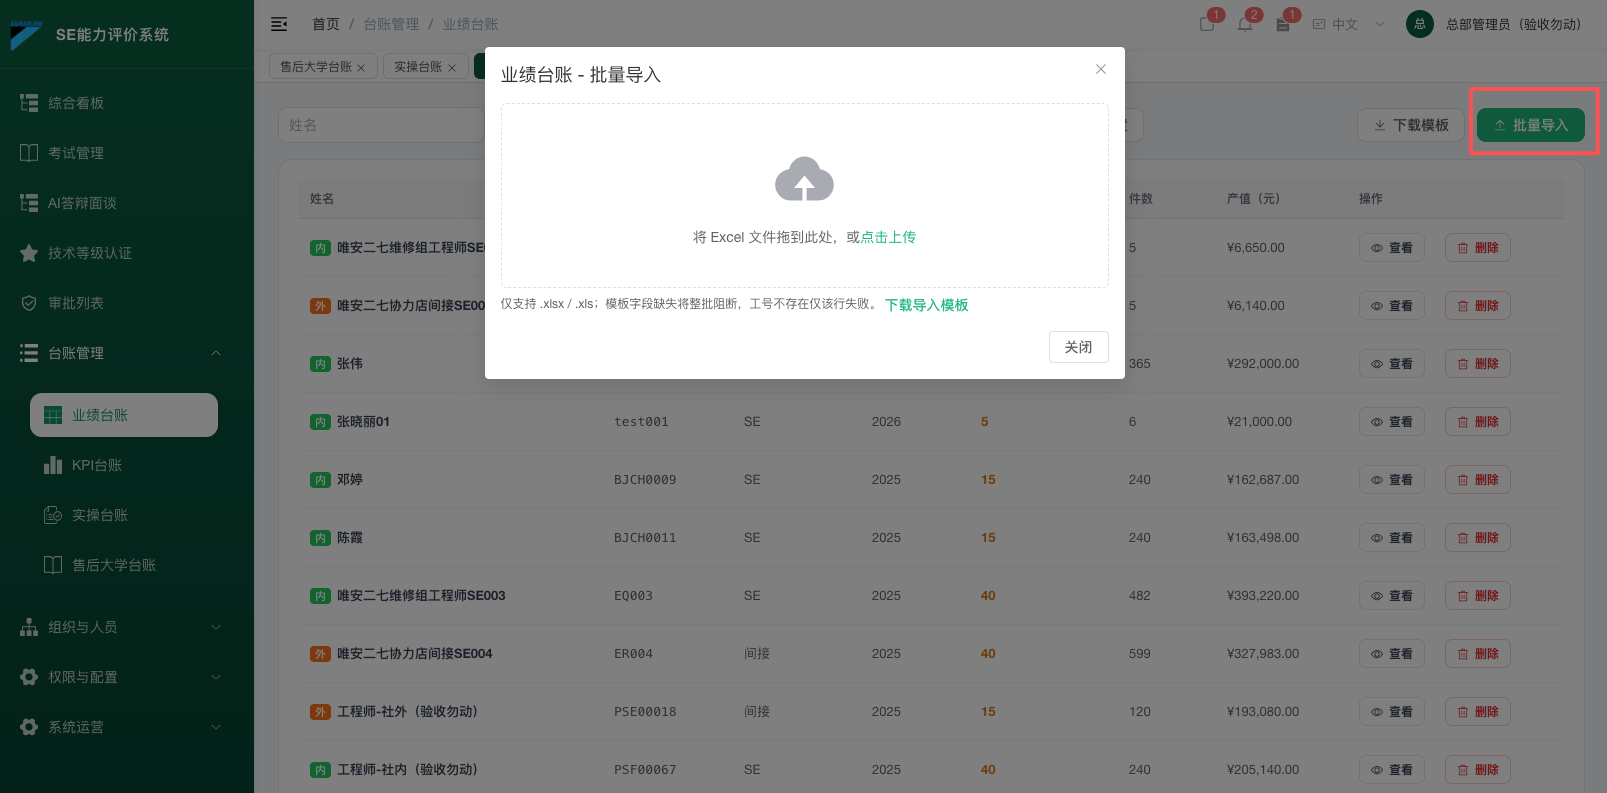 DAIKIN
SE能力评价系统
首页 / 台账管理 / 业绩台账
1 2 1 中文 总 总部管理员（验收勿动）
售后大学台账 × 实操台账 ×
综合看板
考试管理
AI答辩面谈
技术等级认证
审批列表
台账管理
业绩台账
KPI台账
实操台账
售后大学台账
组织与人员
权限与配置
系统运营
业绩台账 - 批量导入
将 Excel 文件拖到此处，或点击上传
仅支持 .xlsx / .xls；模板字段缺失将整批阻断，工号不存在仅该行失败。 下载导入模板
关闭
姓名 下载模板 批量导入
姓名 件数 产值（元） 操作
内 唯安二七维修组工程师SE 5 ¥6,650.00 查看 删除
外 唯安二七协力店间接SE00 5 ¥6,140.00 查看 删除
内 张伟 365 ¥292,000.00 查看 删除
内 张晓丽01 test001 SE 2026 5 6 ¥21,000.00 查看 删除
内 邓婷 BJCH0009 SE 2025 15 240 ¥162,687.00 查看 删除
内 陈霞 BJCH0011 SE 2025 15 240 ¥163,498.00 查看 删除
内 唯安二七维修组工程师SE003 EQ003 SE 2025 40 482 ¥393,220.00 查看 删除
外 唯安二七协力店间接SE004 ER004 间接 2025 40 599 ¥327,983.00 查看 删除
外 工程师-社外（验收勿动） PSE00018 间接 2025 15 120 ¥193,080.00 查看 删除
内 工程师-社内（验收勿动） PSF00067 SE 2025 40 240 ¥205,140.00 查看 删除